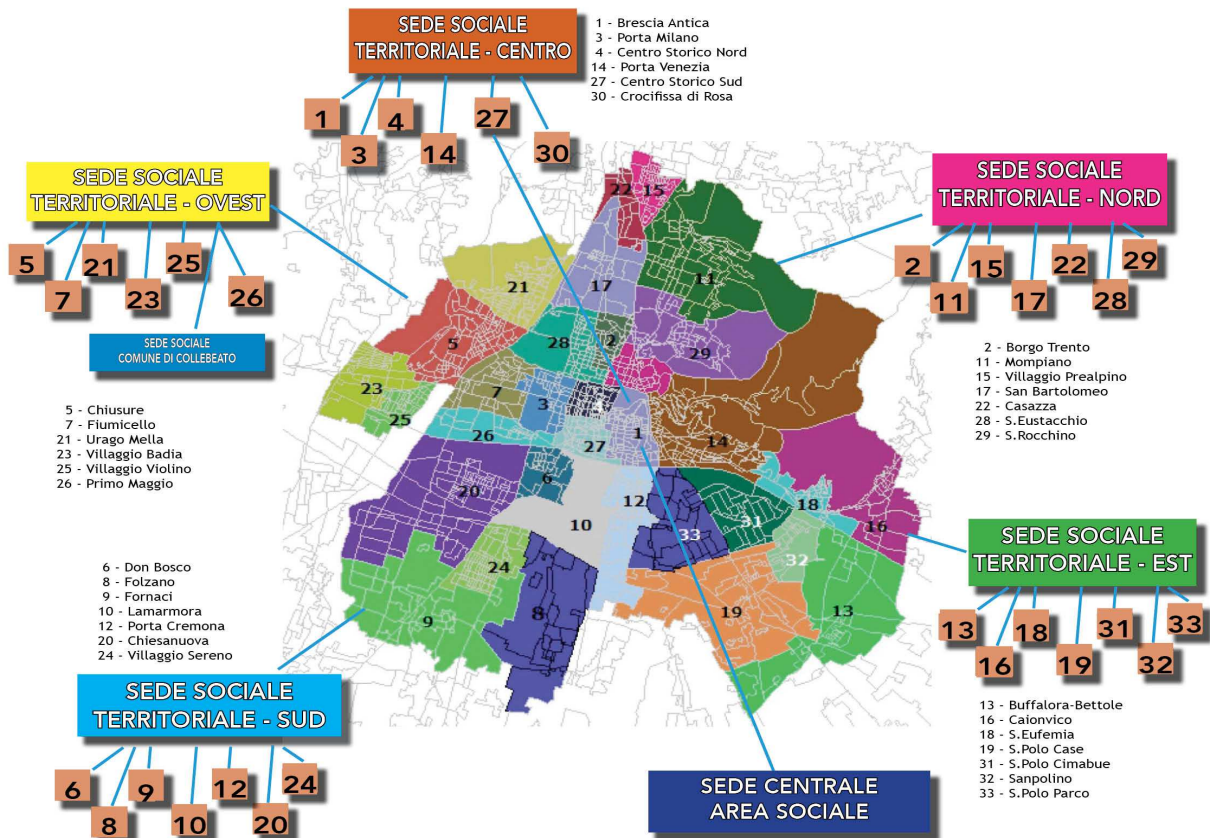 SEDE SOCIALE
TERRITORIALE - CENTRO
1 - Brescia Antica
3 - Porta Milano
4 - Centro Storico Nord
14 - Porta Venezia
27 - Centro Storico Sud
30 - Crocifissa di Rosa
1
3
4
14
27
30
SEDE SOCIALE
TERRITORIALE - OVEST
5
7
21
23
25
26
SEDE SOCIALE
COMUNE DI COLLEBEATO
5 - Chiusure
7 - Fiumicello
21 - Urago Mella
23 - Villaggio Badia
25 - Villaggio Violino
26 - Primo Maggio
SEDE SOCIALE
TERRITORIALE - NORD
2
11
15
17
22
28
29
2 - Borgo Trento
11 - Mompiano
15 - Villaggio Prealpino
17 - San Bartolomeo
22 - Casazza
28 - S.Eustacchio
29 - S.Rocchino
22
15
11
17
21
28
2
29
5
23
7
3
25
26
27
1
14
6
20
12
18
10
31
16
33
32
24
8
9
19
13
6 - Don Bosco
8 - Folzano
9 - Fornaci
10 - Lamarmora
12 - Porta Cremona
20 - Chiesanuova
24 - Villaggio Sereno
SEDE SOCIALE
TERRITORIALE - SUD
6
8
9
10
12
20
24
SEDE SOCIALE
TERRITORIALE - EST
13
16
18
19
31
32
33
13 - Buffalora-Bettole
16 - Caionvico
18 - S.Eufemia
19 - S.Polo Case
31 - S.Polo Cimabue
32 - Sanpolino
33 - S.Polo Parco
SEDE CENTRALE
AREA SOCIALE